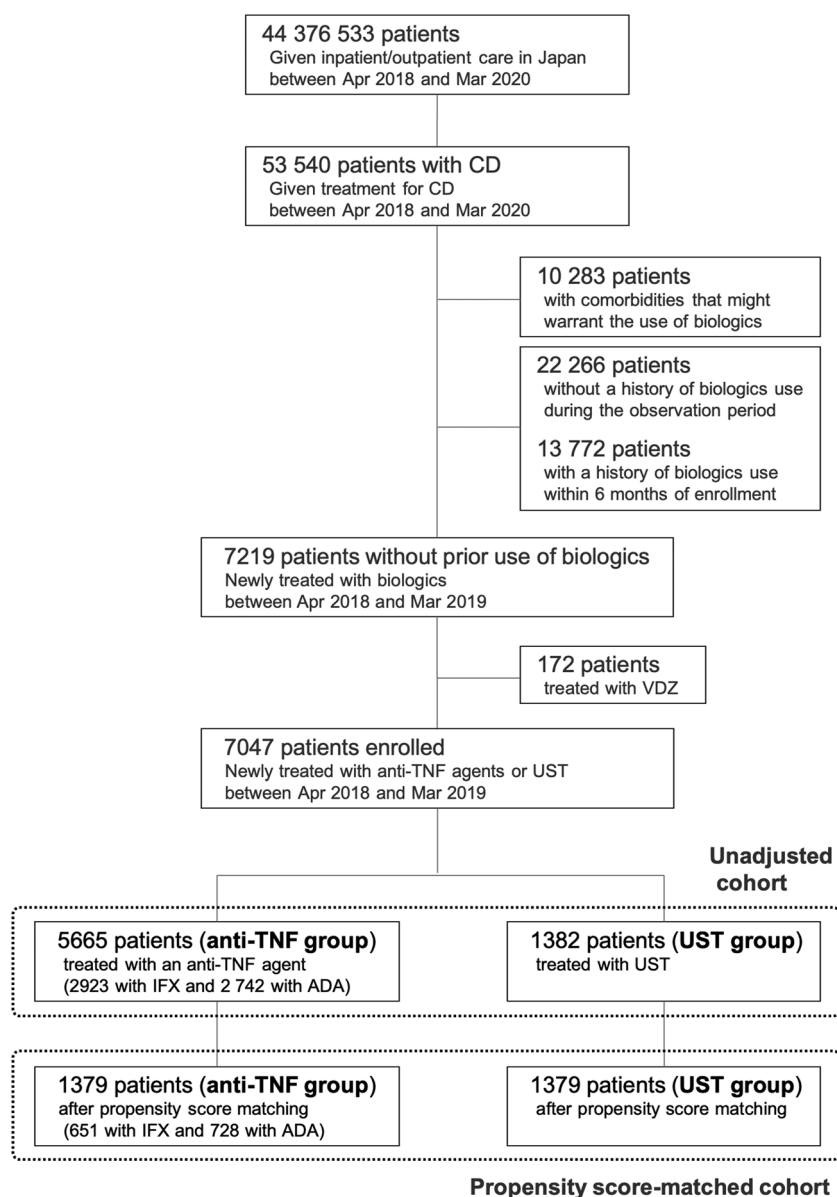 44 376 533 patients
Given inpatient/outpatient care in Japan
between Apr 2018 and Mar 2020
53 540 patients with CD
Given treatment for CD
between Apr 2018 and Mar 2020
10 283 patients
with comorbidities that might
warrant the use of biologics
22 266 patients
without a history of biologics use
during the observation period
13 772 patients
with a history of biologics use
within 6 months of enrollment
7219 patients without prior use of biologics
Newly treated with biologics
between Apr 2018 and Mar 2019
172 patients
treated with VDZ
7047 patients enrolled
Newly treated with anti-TNF agents or UST
between Apr 2018 and Mar 2019
Unadjusted
cohort
5665 patients (anti-TNF group)
treated with an anti-TNF agent
(2923 with IFX and 2 742 with ADA)
1382 patients (UST group)
treated with UST
1379 patients (anti-TNF group)
after propensity score matching
(651 with IFX and 728 with ADA)
1379 patients (UST group)
after propensity score matching
Propensity score-matched cohort